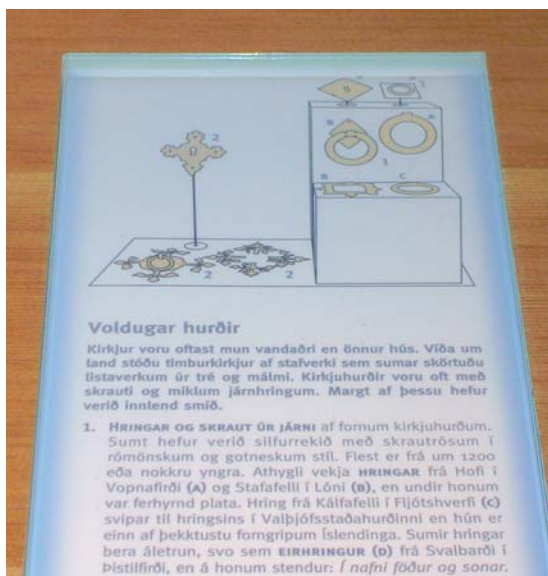 5
1
2
B
A
1
B
C
2
2
Voldugar hurðir
Kirkjur voru oftast mun vandaðri en önnur hús. Víða um
land stóðu timburkirkjur af stafverki sem sumar skörtuðu
listaverkum úr tré og málmi. Kirkjuhurðir voru oft með
skrauti og miklum járnhringum. Margt af þessu hefur
verið innlend smíð.
1. HRINGAR OG SKRAUT ÚR JÁRNI af fornum kirkjuhurðum.
Sumt hefur verið silfurrekið með skrautrósum í
rómönskum og gotneskum stíl. Flest er frá um 1200
eða nokkru yngra. Athygli vekja HRINGAR frá Hofi í
Vopnafirði (A) og Stafafelli í Lóni (B), en undir honum
var ferhyrnd plata. Hring frá Kálfafelli í Fljótshverfi (C)
svipar til hringsins í Valþjófsstaðahurðinni en hún er
einn af þekktustu forngripum Íslendinga. Sumir hringar
bera áletrun, svo sem EIRHRINGUR (D) frá Svalbarði í
Þistilfirði, en á honum stendur: Í nafni föður og sonar.